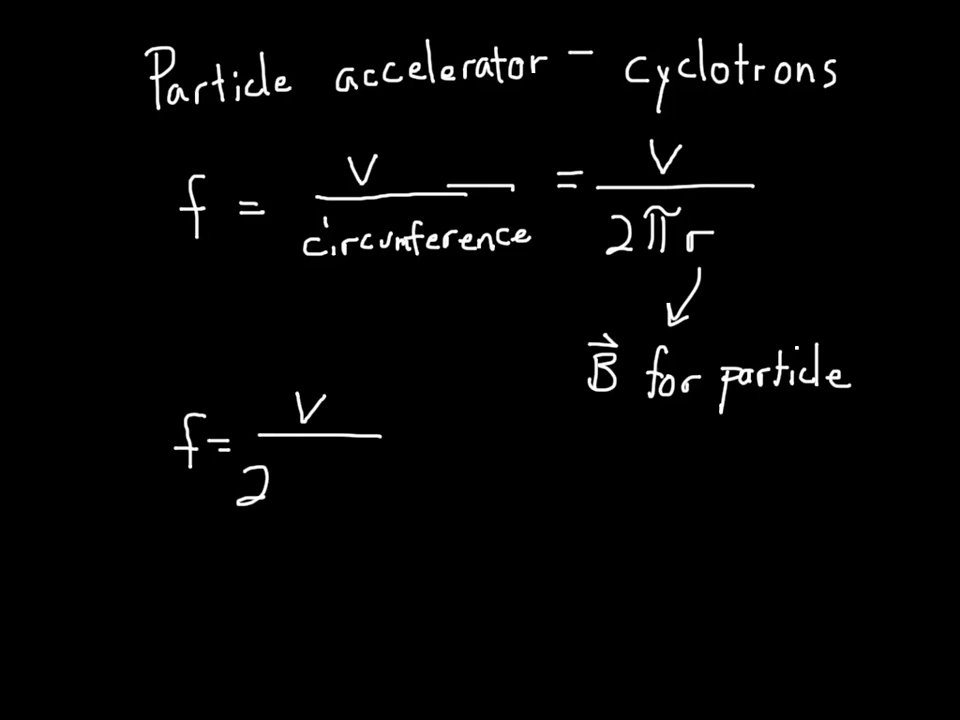 Particle accelerator - cyclotrons
f = v / circumference = v / 2πr
B⃗ for particle
f = v / 2